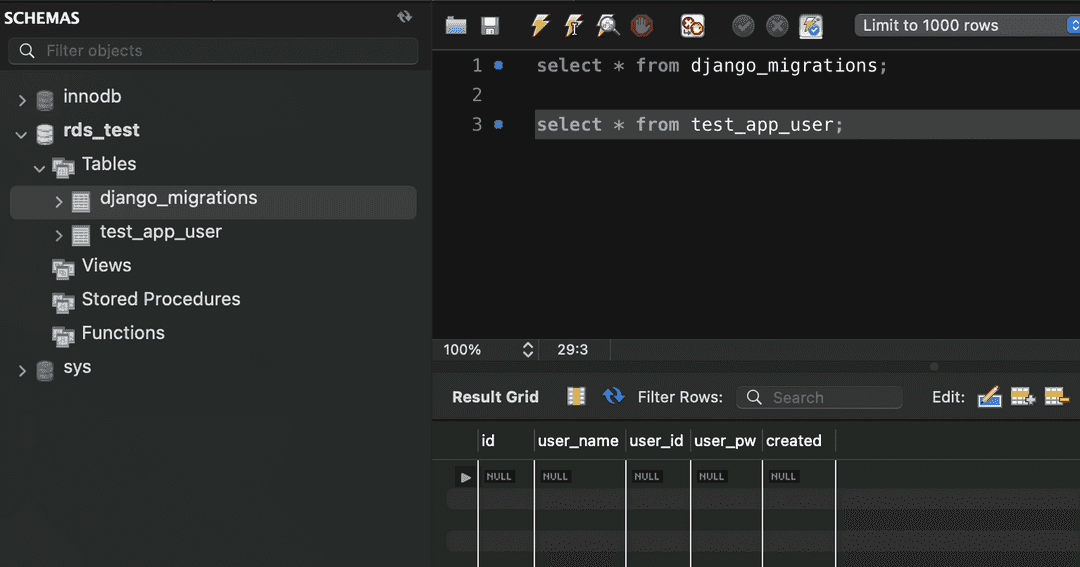 SCHEMAS
Filter objects
innodb
rds_test
Tables
django_migrations
test_app_user
Views
Stored Procedures
Functions
sys
Limit to 1000 rows
1 select * from django_migrations;
2
3 select * from test_app_user;
100% 29:3
Result Grid Filter Rows: Search Edit:
id user_name user_id user_pw created
NULL NULL NULL NULL NULL